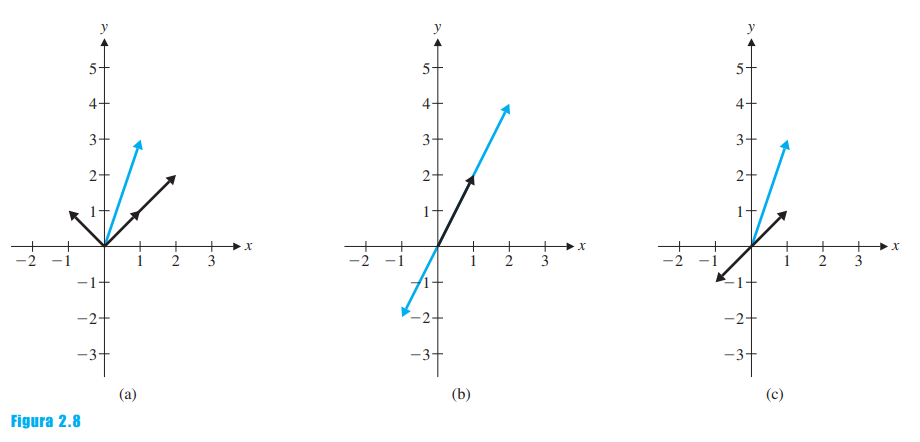 y y y
5 5 5
4 4 4
3 3 3
2 2 2
1 1 1
x x x
−2 −1 1 2 3 −2 −1 1 2 3 −2 −1 1 2 3
−1 −1 −1
−2 −2 −2
−3 −3 −3
(a) (b) (c)
Figura 2.8